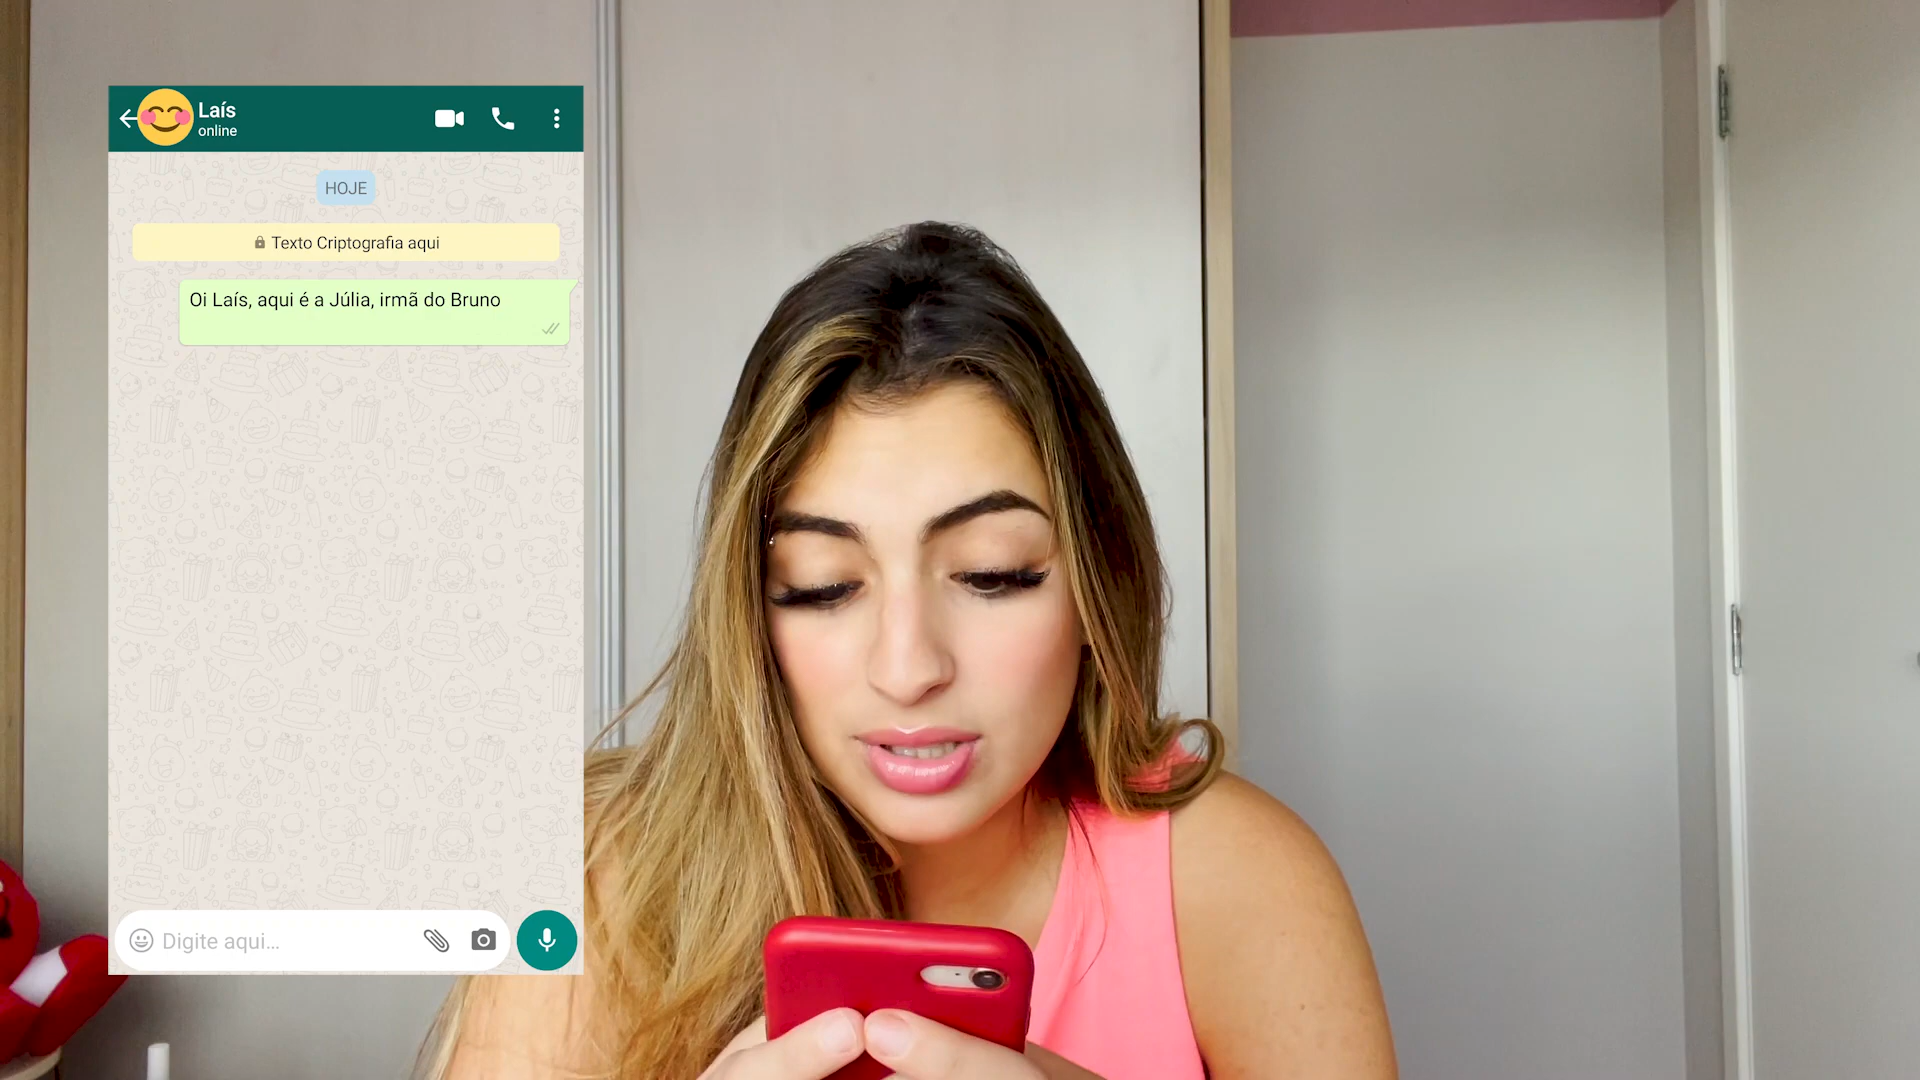 Laís
online
HOJE
Texto Criptografia aqui
Oi Laís, aqui é a Júlia, irmã do Bruno
Digite aqui...